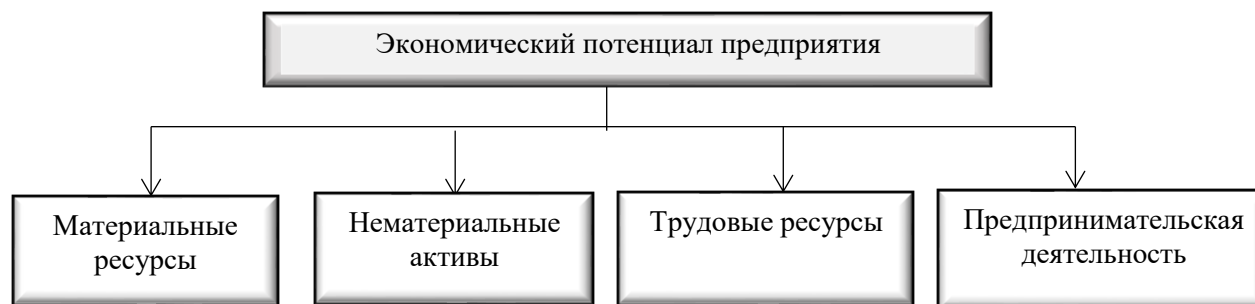 Экономический потенциал предприятия
Материальные
ресурсы
Нематериальные
активы
Трудовые ресурсы
Предпринимательская
деятельность